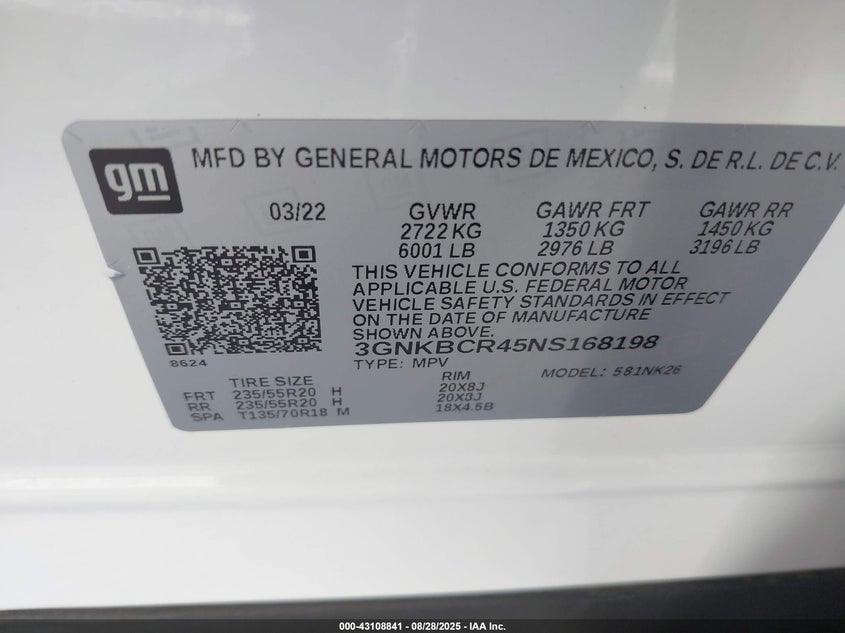 gm
MFD BY GENERAL MOTORS DE MEXICO, S. DE R.L. DE C.V.
03/22 GVWR GAWR FRT GAWR RR
2722 KG 1350 KG 1450 KG
6001 LB 2976 LB 3196 LB
THIS VEHICLE CONFORMS TO ALL
APPLICABLE U.S. FEDERAL MOTOR
VEHICLE SAFETY STANDARDS IN EFFECT
ON THE DATE OF MANUFACTURE
SHOWN ABOVE.
3GNKBCR45NS168198
8624 TYPE: MPV MODEL: 581NK26
TIRE SIZE RIM
FRT 235/55R20 H 20X8J
RR 235/55R20 H 20X8J
SPA T135/70R18 M 18X4.5B
000-43108841 / 08/28/2025 - IAA Inc.